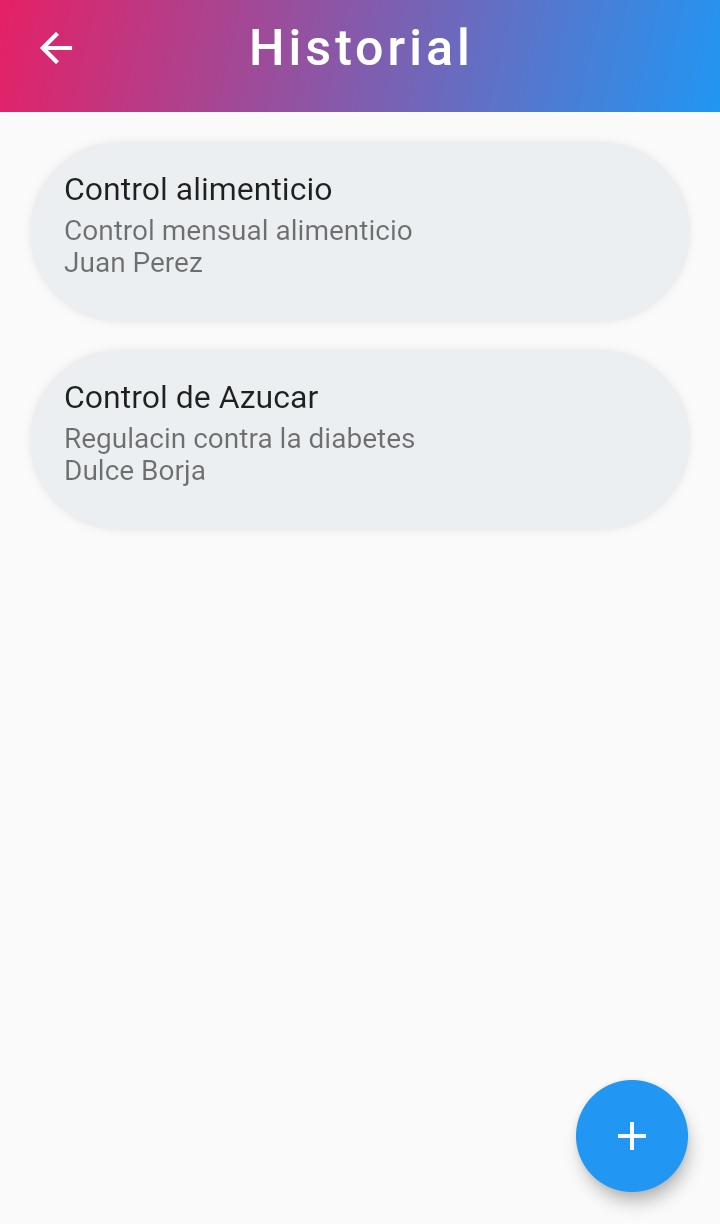 Historial
Control alimenticio
Control mensual alimenticio
Juan Perez
Control de Azucar
Regulacin contra la diabetes
Dulce Borja